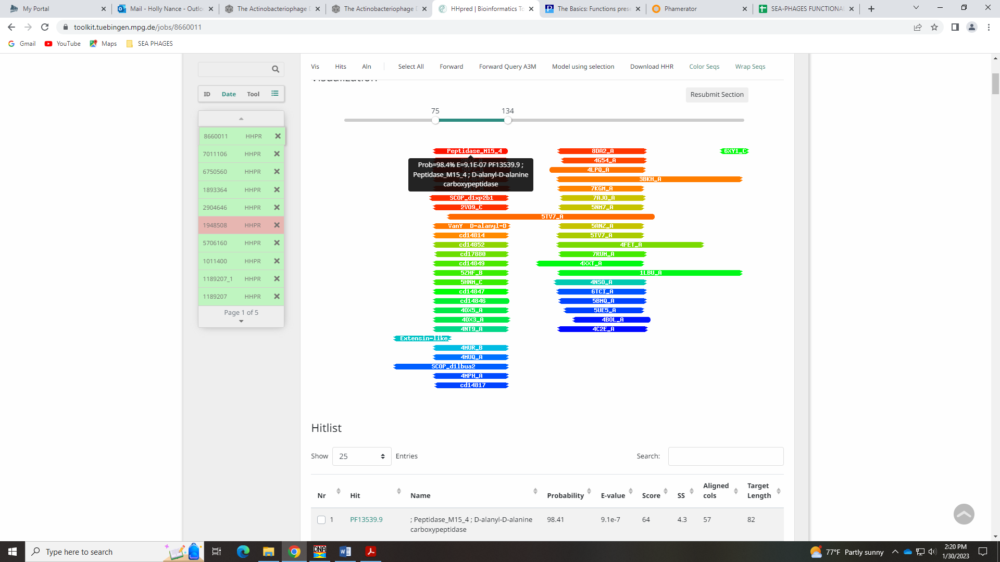 My Portal
Mail - Holly Nance - Outlo
The Actinobacteriophage D
The Actinobacteriophage D
HHpred | Bioinformatics To
The Basics: Functions prese
Phamerator
SEA-PHAGES FUNCTIONAL
toolkit.tuebingen.mpg.de/jobs/8660011
Gmail YouTube Maps SEA PHAGES
Vis Hits Aln Select All Forward Forward Query A3M Model using selection Download HHR Color Seqs Wrap Seqs
Visualization
Resubmit Section
ID Date Tool
8660011 HHPR
7011106 HHPR
6750560 HHPR
1893364 HHPR
2904646 HHPR
1948508 HHPR
5706160 HHPR
1011400 HHPR
1189207_1 HHPR
1189207 HHPR
Page 1 of 5
75 134
Peptidase_M15_4 8DA2_A 6XY1_C
4G54_A
Prob=98.4% E=9.1E-07 PF13539.9 ;
Peptidase_M15_4 ; D-alanyl-D-alanine
carboxypeptidase
4LPQ_A
3BKH_A
7KGM_A
SCOP_d1xp2b1 7AJO_A
2VO9_C 5NM7_A
5TV7_A
VanY D-alanyl-D 5ANZ_A
cd14814 5TV7_A
cd14852 4FET_A
cd17880 7RUM_A
cd14849 4XXT_A
5ZHF_B 1LBU_A
5HNM_C 4NSO_A
cd14847 6TCI_A
cd14846 5BMQ_A
4OX5_A 5UE5_A
4OX3_A 4BOL_A
4NT9_A 4C2E_A
Extensin-like_
4MUR_B
4MUQ_A
SCOP_d1lbua2
4MPH_A
cd14817
Hitlist
Show 25 Entries Search:
Nr Hit Name Probability E-value Score SS Aligned cols Target Length
1 PF13539.9 ; Peptidase_M15_4 ; D-alanyl-D-alanine 98.41 9.1e-7 64 4.3 57 82
carboxypeptidase
Type here to search
DNA
77°F Partly sunny
2:20 PM
1/30/2023